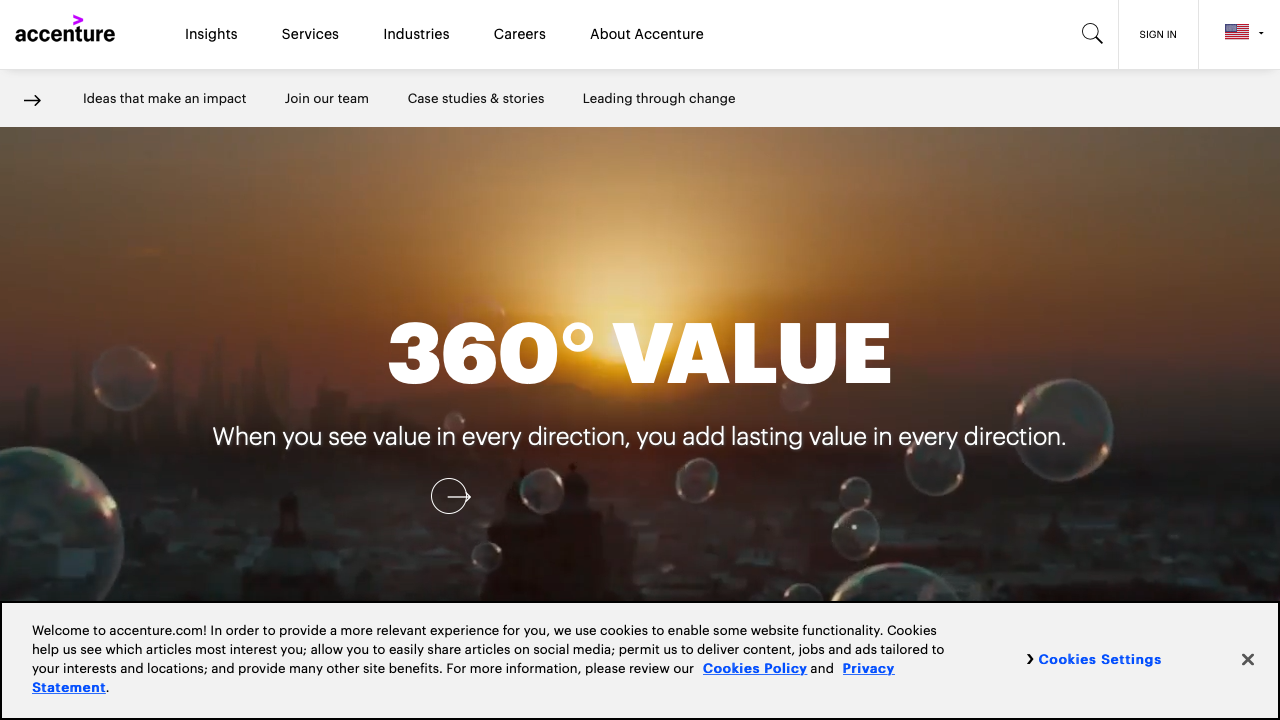 accenture
Insights
Services
Industries
Careers
About Accenture
SIGN IN
Ideas that make an impact
Join our team
Case studies & stories
Leading through change
360° VALUE
When you see value in every direction, you add lasting value in every direction.
Welcome to accenture.com! In order to provide a more relevant experience for you, we use cookies to enable some website functionality. Cookies
help us see which articles most interest you; allow you to easily share articles on social media; permit us to deliver content, jobs and ads tailored to
your interests and locations; and provide many other site benefits. For more information, please review our Cookies Policy and Privacy
Statement.
Cookies Settings